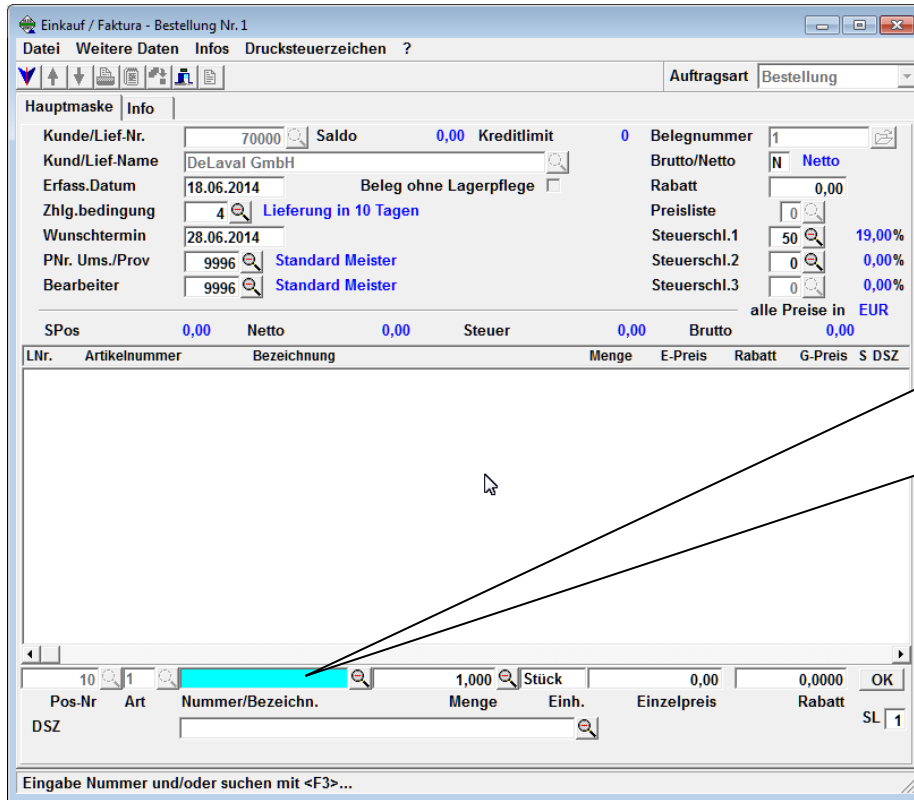 Einkauf / Faktura - Bestellung Nr. 1
Datei Weitere Daten Infos Drucksteuerzeichen ?
Auftragsart Bestellung
Hauptmaske Info
Kunde/Lief-Nr. 70000 Saldo 0,00 Kreditlimit 0 Belegnummer 1
Kund/Lief-Name DeLaval GmbH Brutto/Netto N Netto
Erfass.Datum 18.06.2014 Beleg ohne Lagerpflege Rabatt 0,00
Zhlg.bedingung 4 Lieferung in 10 Tagen Preisliste 0
Wunschtermin 28.06.2014 Steuerschl.1 50 19,00%
PNr. Ums./Prov 9996 Standard Meister Steuerschl.2 0 0,00%
Bearbeiter 9996 Standard Meister Steuerschl.3 0 0,00%
alle Preise in EUR
SPos 0,00 Netto 0,00 Steuer 0,00 Brutto 0,00
LNr. Artikelnummer Bezeichnung Menge E-Preis Rabatt G-Preis S DSZ
10 1 1,000 Stück 0,00 0,0000 OK
Pos-Nr Art Nummer/Bezeichn. Menge Einh. Einzelpreis Rabatt
DSZ SL 1
Eingabe Nummer und/oder suchen mit <F3>...